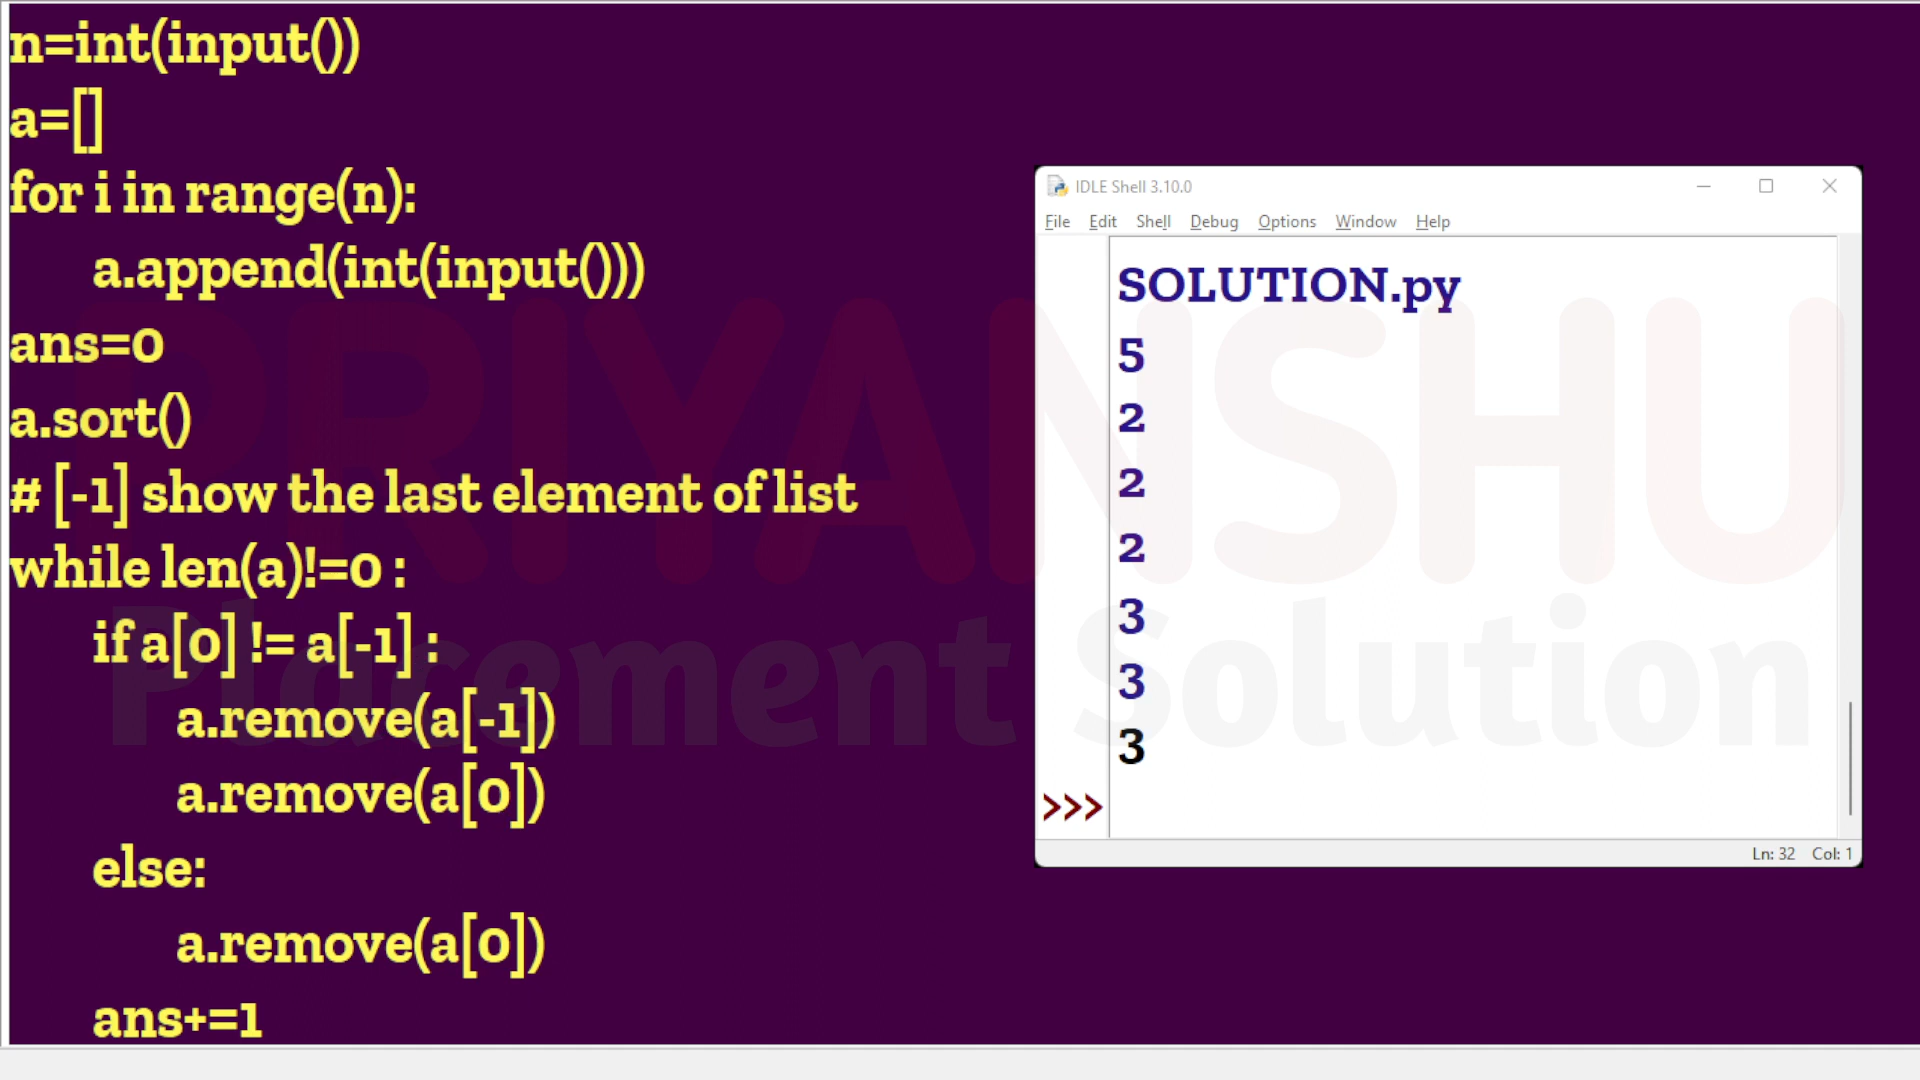 n=int(input())
a=[]
for i in range(n):
a.append(int(input()))
ans=0
a.sort()
# [-1] show the last element of list
while len(a)!=0 :
if a[0] != a[-1] :
a.remove(a[-1])
a.remove(a[0])
else:
a.remove(a[0])
ans+=1
IDLE Shell 3.10.0
File Edit Shell Debug Options Window Help
SOLUTION.py
5
2
2
2
3
3
3
>>>
Ln: 32 Col: 1
PRIYANSHU
Placement Solution